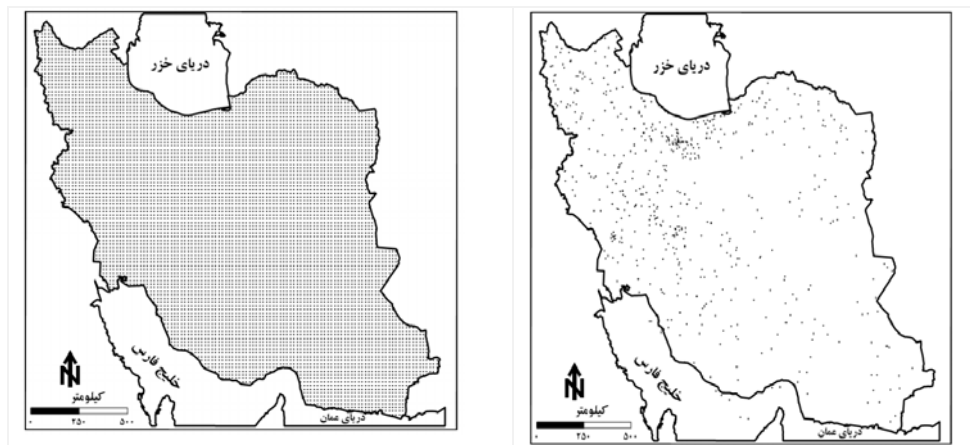 دریای خزر
خلیج فارس
N
کیلومتر
۰ ۲۵۰ ۵۰۰
دریای عمان
دریای خزر
خلیج فارس
N
کیلومتر
۰ ۲۵۰ ۵۰۰
دریای عمان